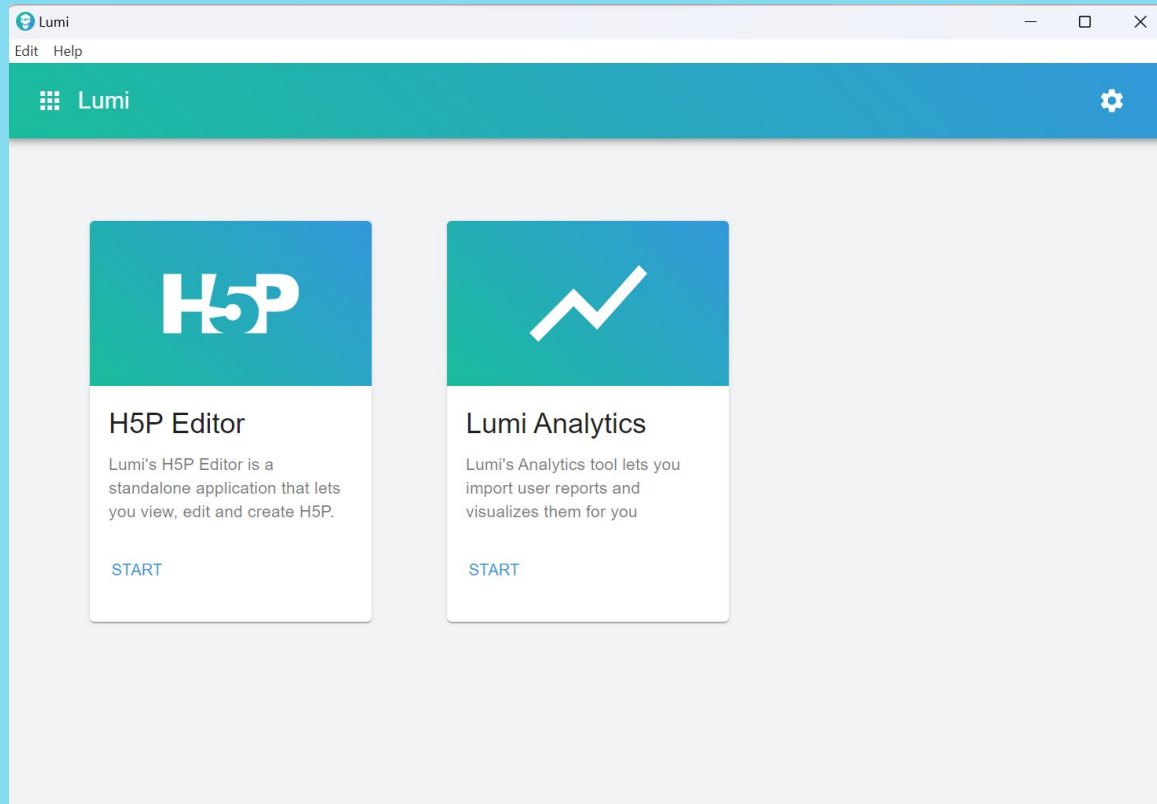 Lumi
Edit Help
Lumi
H5P
H5P Editor
Lumi's H5P Editor is a
standalone application that lets
you view, edit and create H5P.
START
Lumi Analytics
Lumi's Analytics tool lets you
import user reports and
visualizes them for you
START